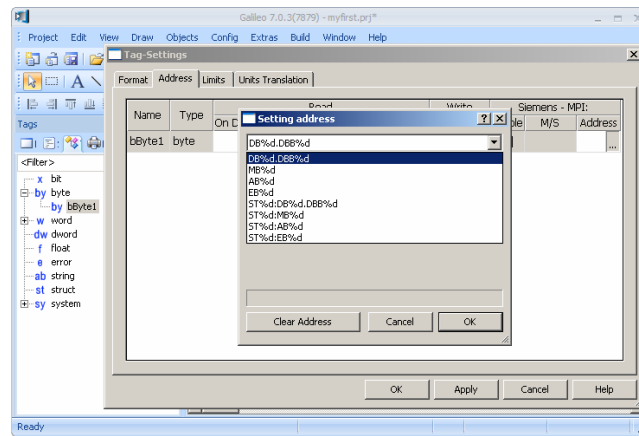 Galileo 7.0.3(7879) - myfirst.prj*
Project Edit View Draw Objects Config Extras Build Window Help
Tag-Settings
Format Address Limits Units Translation
Siemens - MPI:
Name Type On D M/S Address
bByte1 byte ...
Setting address
DB%d.DBB%d
DB%d.DBB%d
MB%d
AB%d
EB%d
ST%d:DB%d.DBB%d
ST%d:MB%d
ST%d:AB%d
ST%d:EB%d
Clear Address Cancel OK
Tags
<Filter>
x bit
by byte
by bByte1
w word
dw dword
f float
e error
ab string
st struct
sy system
OK Apply Cancel Help
Ready